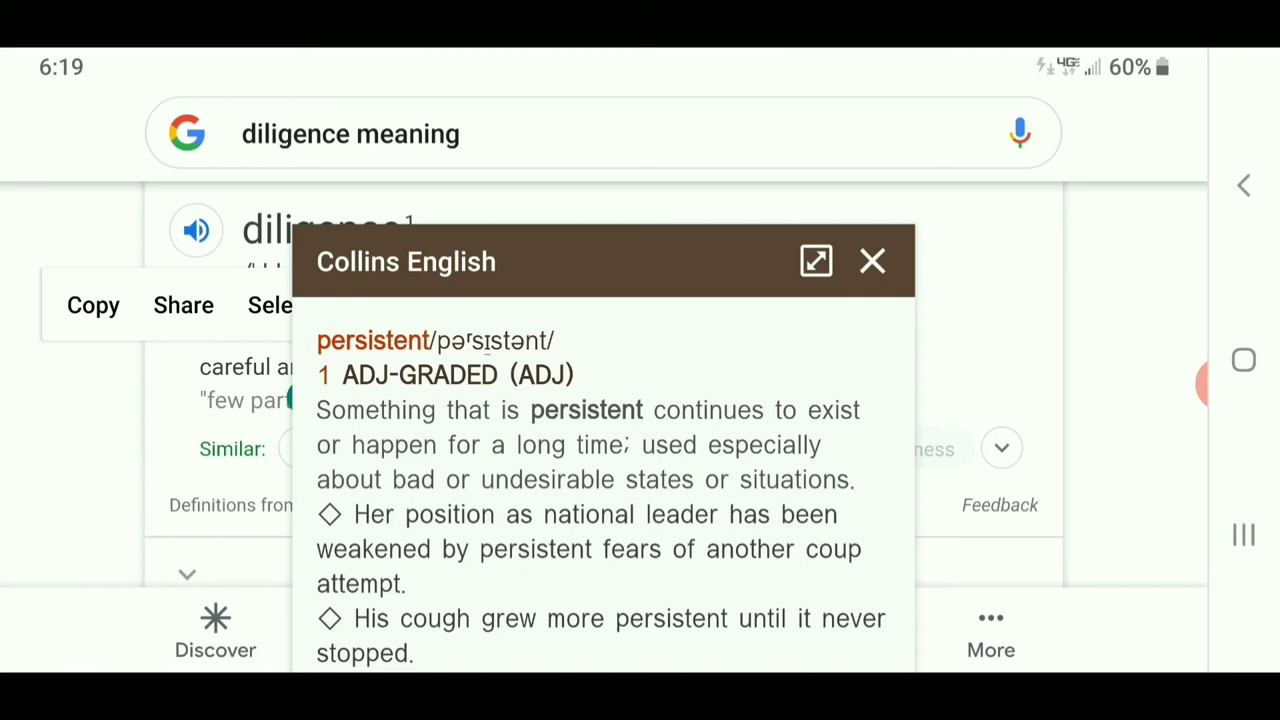 6:19
4G 60%
diligence meaning
Collins English
Copy Share
persistent/pəʳsɪstənt/
1 ADJ-GRADED (ADJ)
careful
Something that is persistent continues to exist
"few
or happen for a long time; used especially
Similar:
about bad or undesirable states or situations.
Definitions
Feedback
◇ Her position as national leader has been
weakened by persistent fears of another coup
attempt.
◇ His cough grew more persistent until it never
stopped.
Discover
More